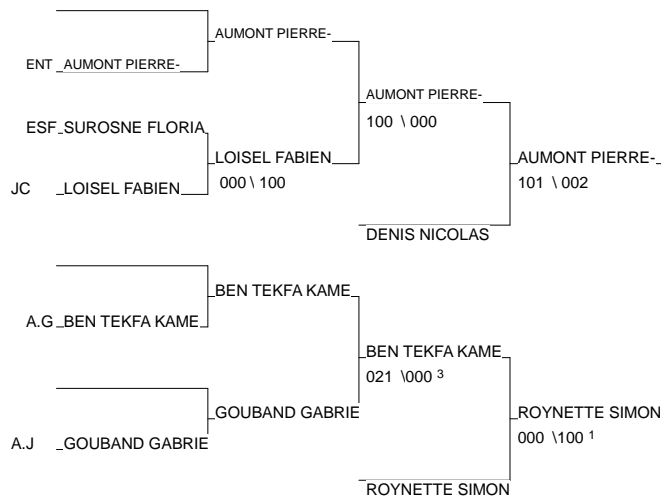 AUMONT PIERRE-
ENT AUMONT PIERRE-
AUMONT PIERRE-
100 \ 000
ESF SUROSNE FLORIA
LOISEL FABIEN
000 \ 100
AUMONT PIERRE-
101 \ 002
JC LOISEL FABIEN
DENIS NICOLAS
BEN TEKFA KAME
A.G BEN TEKFA KAME
BEN TEKFA KAME
021 \000 3
GOUBAND GABRIE
ROYNETTE SIMON
000 \100 1
A.J GOUBAND GABRIE
ROYNETTE SIMON